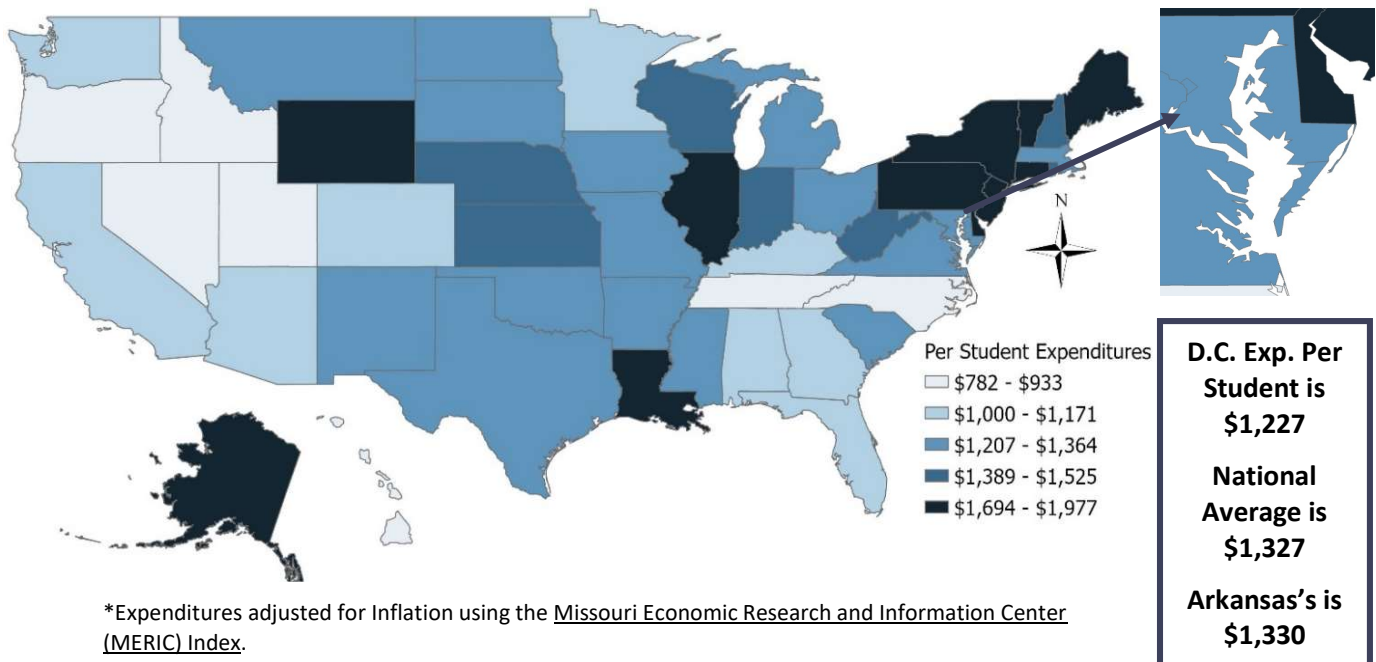 N
Per Student Expenditures
$782 - $933
$1,000 - $1,171
$1,207 - $1,364
$1,389 - $1,525
$1,694 - $1,977
D.C. Exp. Per
Student is
$1,227
National
Average is
$1,327
Arkansas's is
$1,330
*Expenditures adjusted for Inflation using the Missouri Economic Research and Information Center
(MERIC) Index.